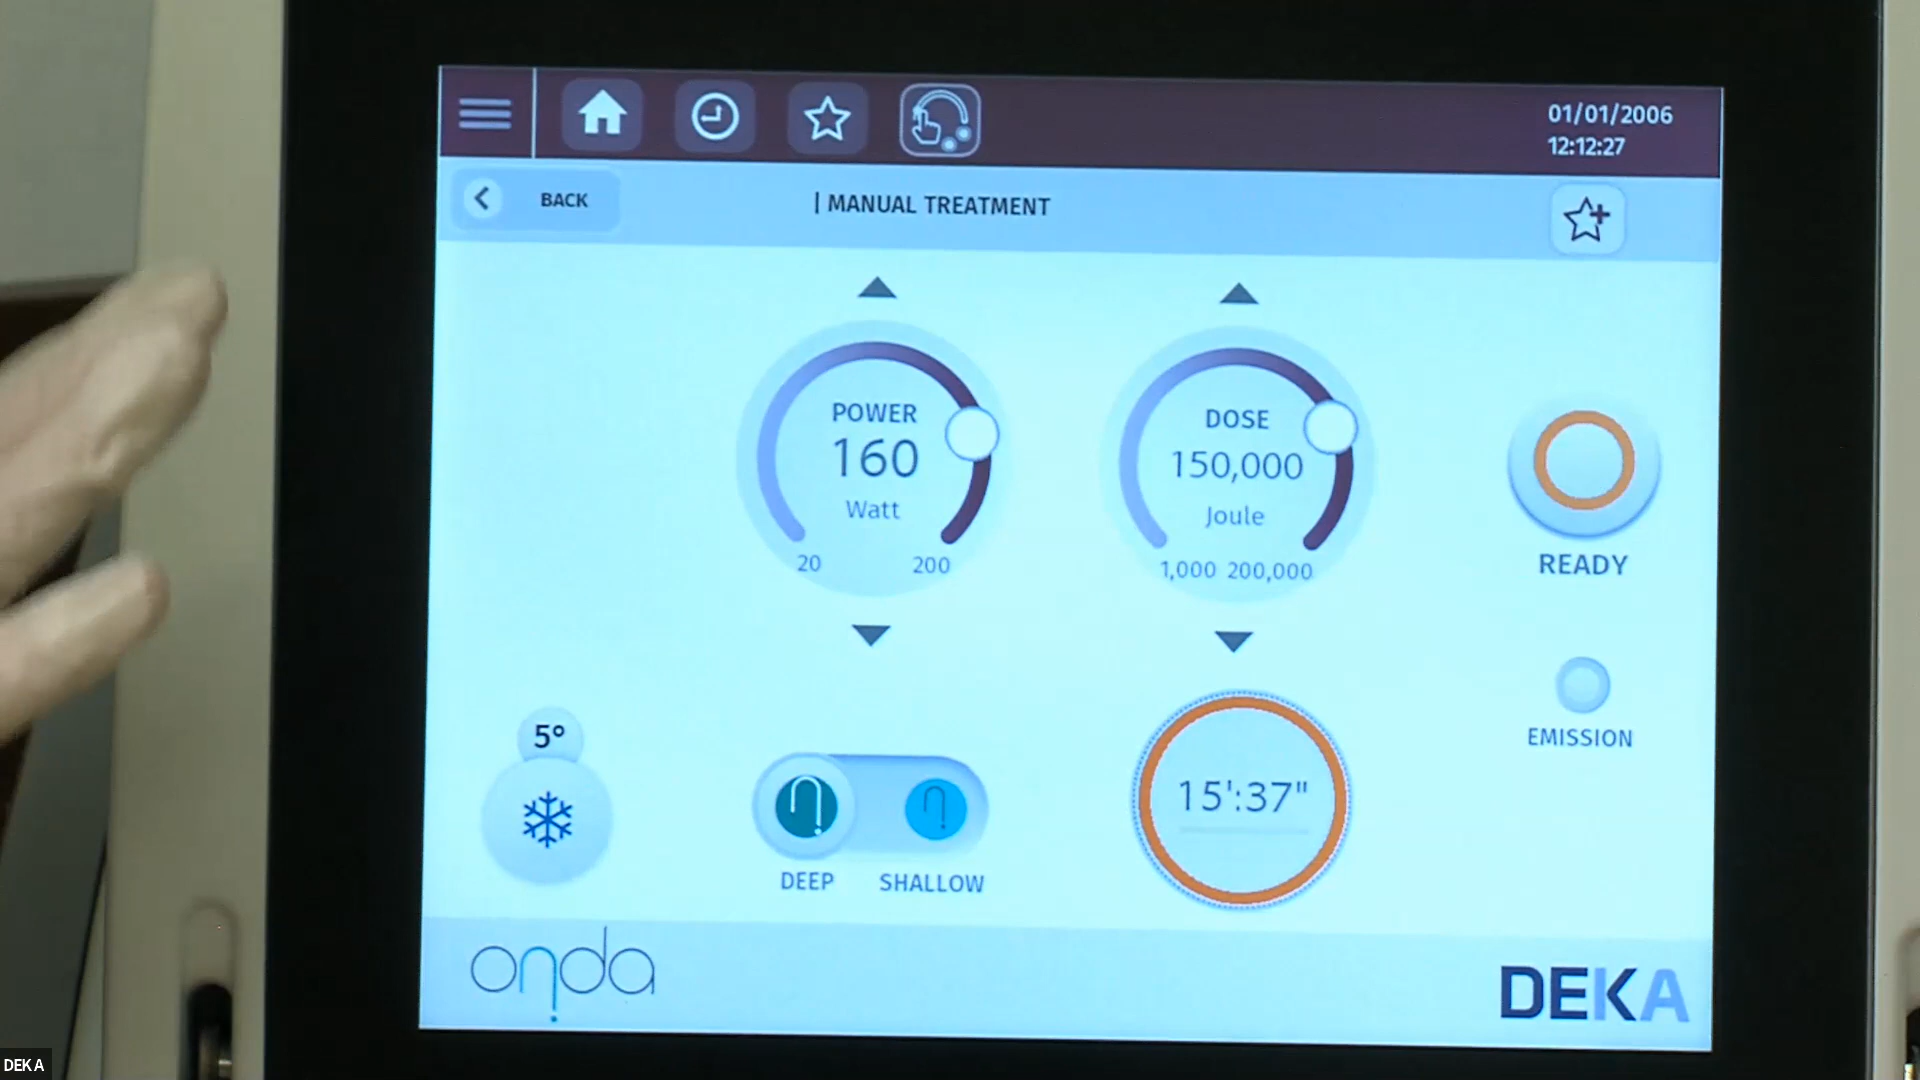 01/01/2006
12:12:27
BACK
| MANUAL TREATMENT
POWER
160
Watt
20
200
DOSE
150,000
Joule
1,000
200,000
READY
EMISSION
5°
DEEP
SHALLOW
15':37"
onda
DEKA
DEKA